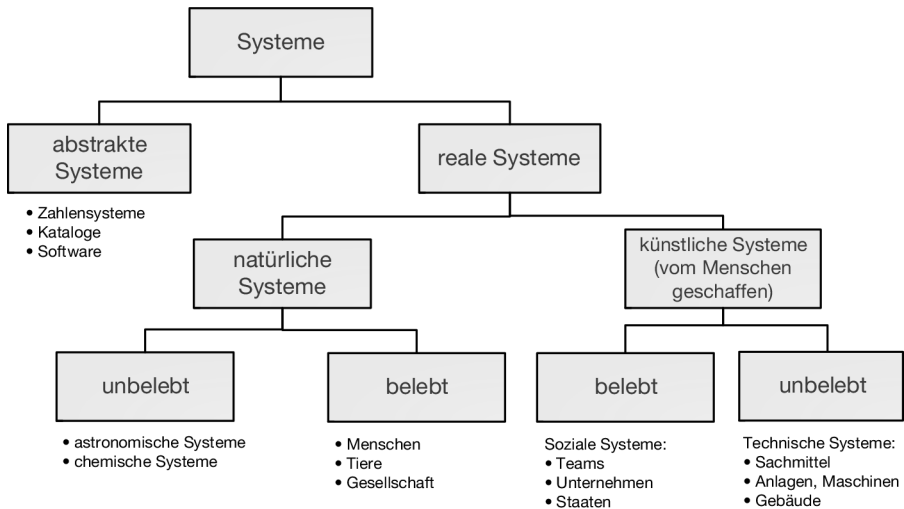 Systeme
abstrakte
Systeme
reale Systeme
• Zahlensysteme
• Kataloge
• Software
natürliche
Systeme
künstliche Systeme
(vom Menschen
geschaffen)
unbelebt
belebt
belebt
unbelebt
• astronomische Systeme
• chemische Systeme
• Menschen
• Tiere
• Gesellschaft
Soziale Systeme:
• Teams
• Unternehmen
• Staaten
Technische Systeme:
• Sachmittel
• Anlagen, Maschinen
• Gebäude